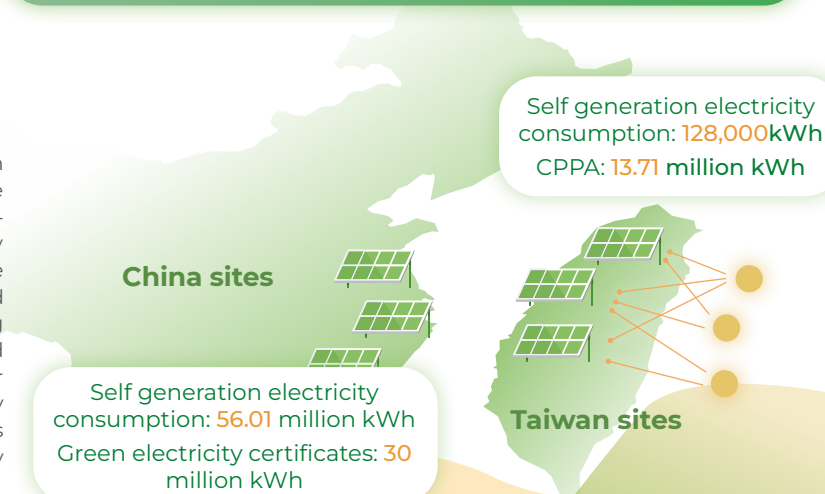 Self generation electricity
consumption: 128,000kWh
CPPA: 13.71 million kWh
China sites
Self generation electricity
consumption: 56.01 million kWh
Green electricity certificates: 30
million kWh
Taiwan sites